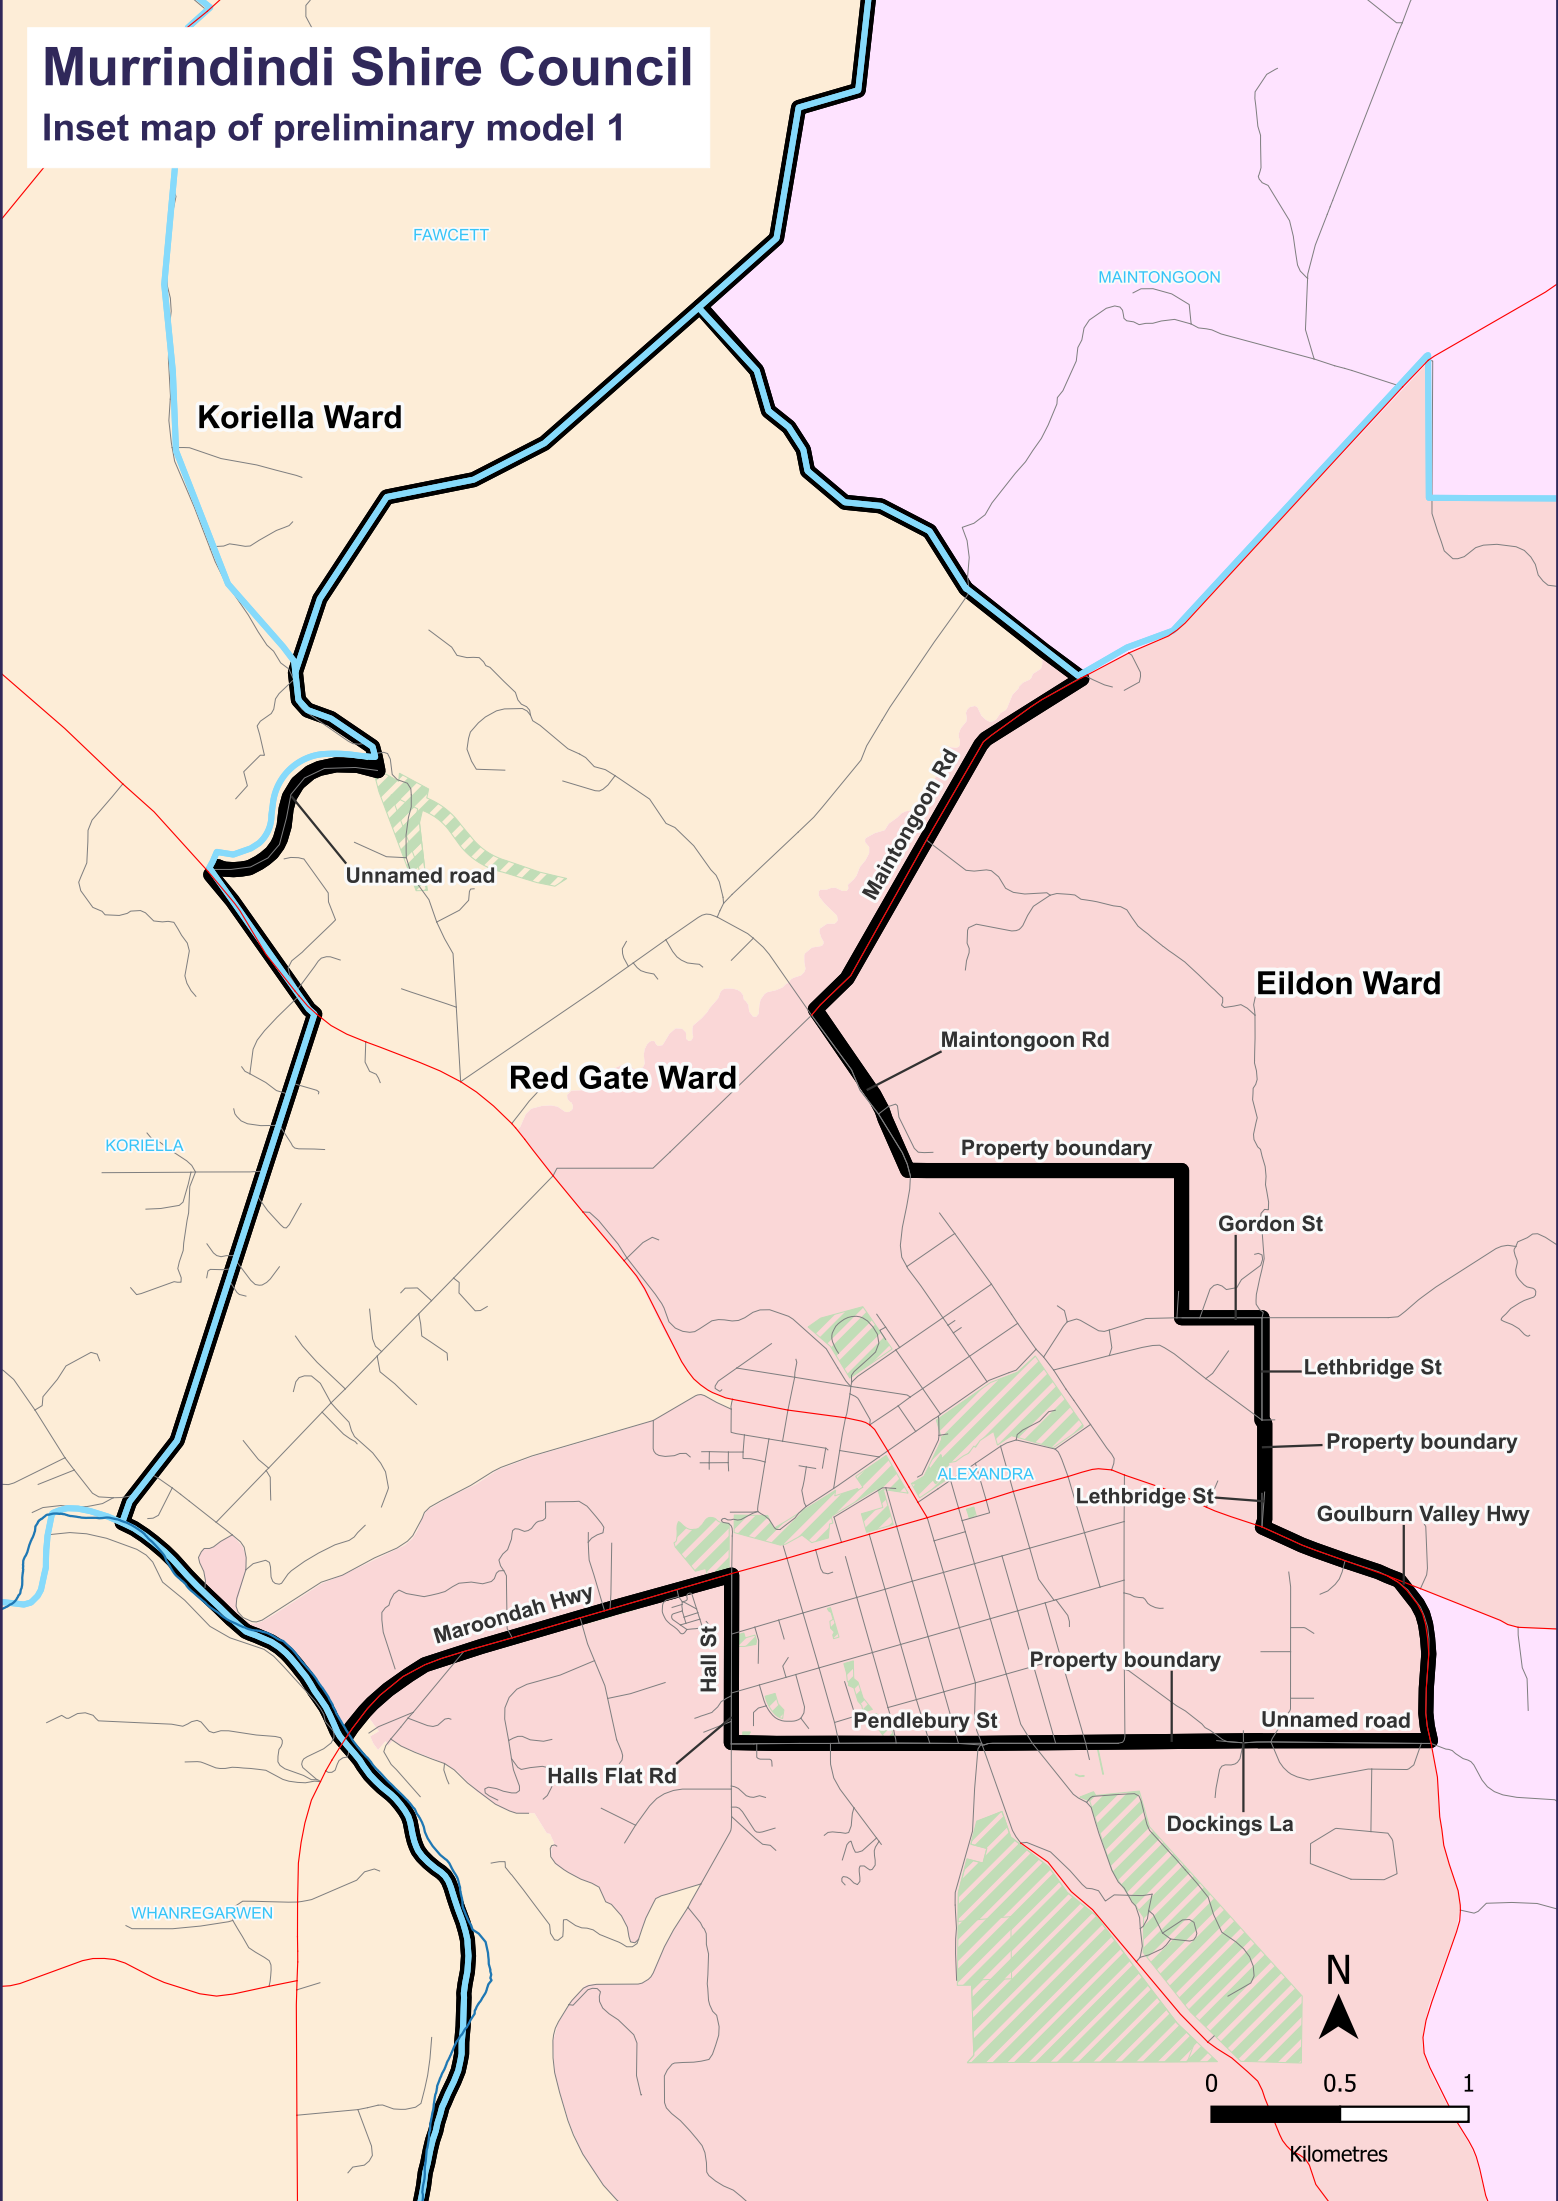 Murrindindi Shire Council
Inset map of preliminary model 1
FAWCETT
MAINTONGOON
Koriella Ward
Maintongoon Rd
Unnamed road
Eildon Ward
Maintongoon Rd
Red Gate Ward
KORIELLA
Property boundary
Gordon St
Lethbridge St
Property boundary
ALEXANDRA
Lethbridge St
Goulburn Valley Hwy
Maroondah Hwy
Hall St
Property boundary
Pendlebury St
Unnamed road
Halls Flat Rd
Dockings La
WHANREGARWEN
N
0 0.5 1
Kilometres